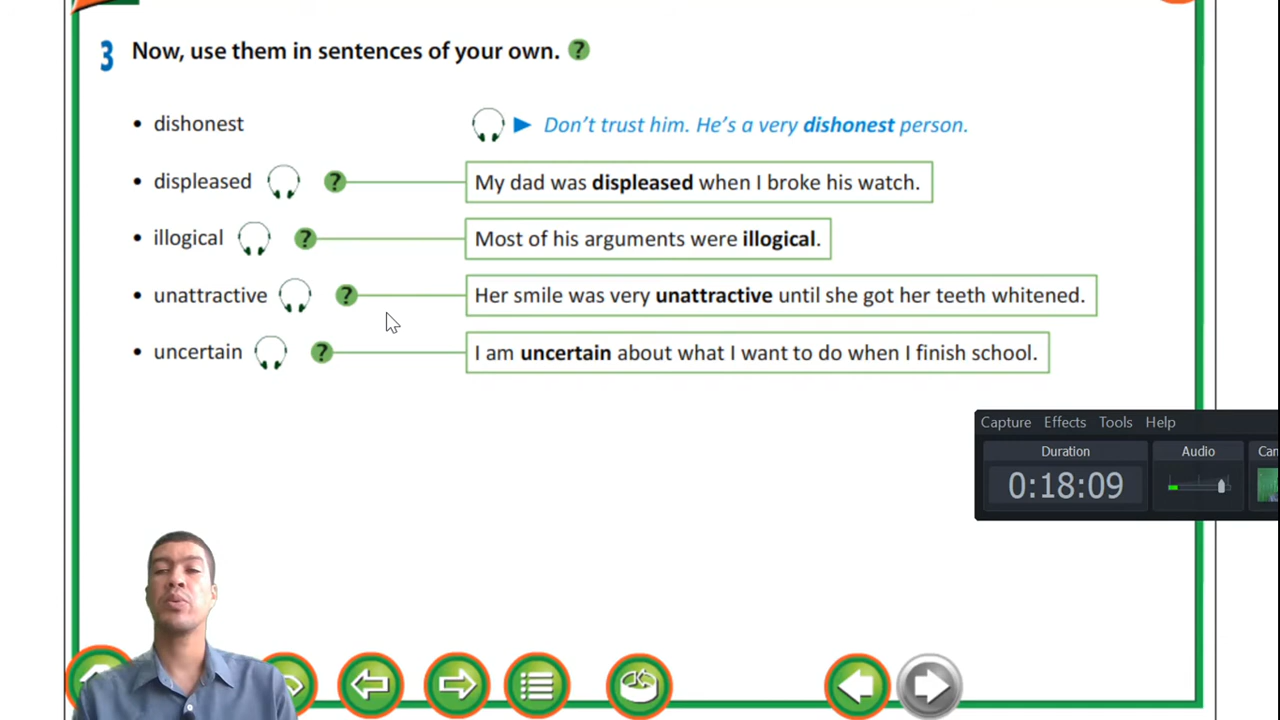 3 Now, use them in sentences of your own. ?
• dishonest ► Don't trust him. He's a very dishonest person.
• displeased ? My dad was displeased when I broke his watch.
• illogical ? Most of his arguments were illogical.
• unattractive ? Her smile was very unattractive until she got her teeth whitened.
• uncertain ? I am uncertain about what I want to do when I finish school.
Capture Effects Tools Help
Duration Audio
0:18:09